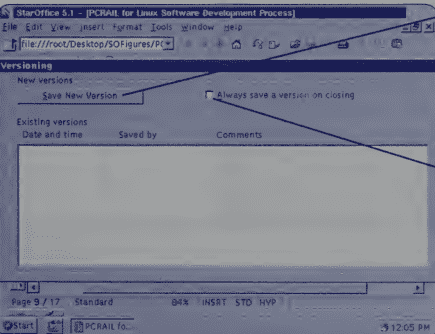 StarOffice 5.1 - [PCRAIL for Linux Software Development Process]
File Edit View Insert Format Tools Window Help
file:///root/Desktop/SOFigures/PC
Versioning
New versions
Save New Version
Always save a version on closing
Existing versions
Date and time Saved by Comments
Page 9 / 17 Standard 84% INSRT STD HYP
Start PCRAIL fo... 12:05 PM